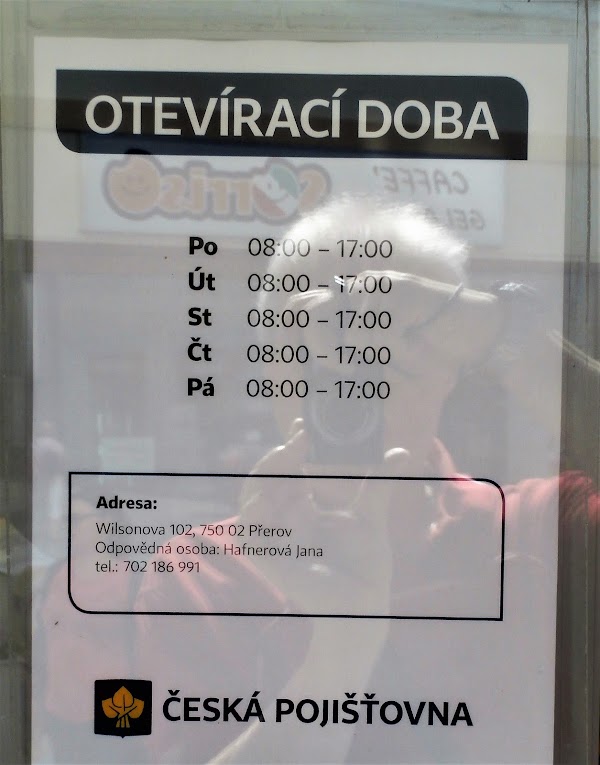 OTEVÍRACÍ DOBA
Sorriso
CAFFE'
Po 08:00 – 17:00
Út 08:00 – 17:00
St 08:00 – 17:00
Čt 08:00 – 17:00
Pá 08:00 – 17:00
Adresa:
Wilsonova 102, 750 02 Přerov
Odpovědná osoba: Hafnerová Jana
tel.: 702 186 991
ČESKÁ POJIŠŤOVNA